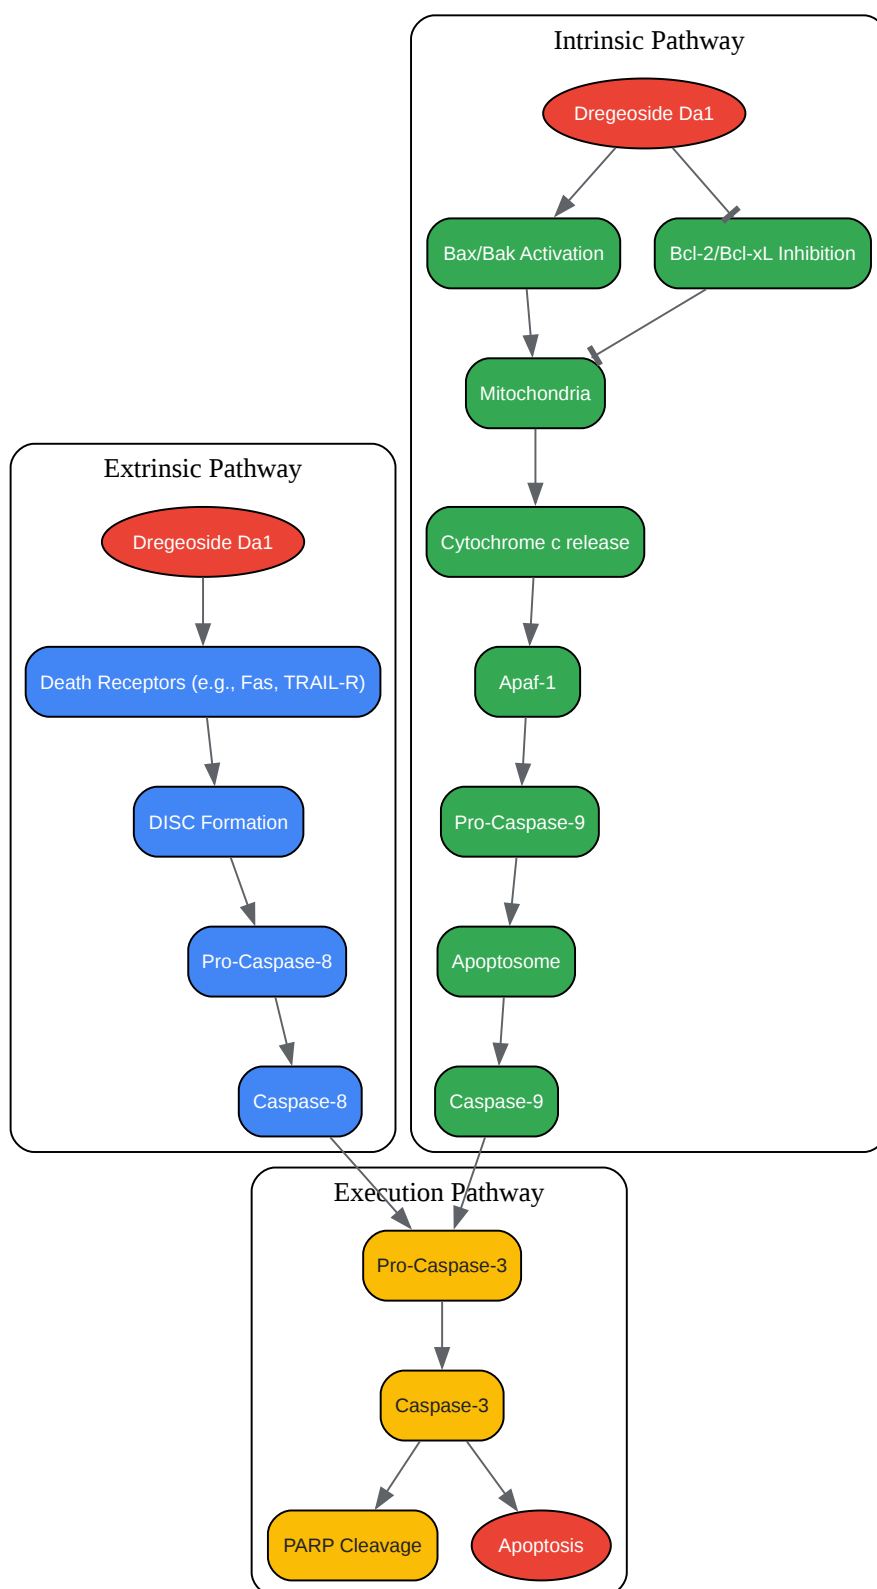 Intrinsic Pathway
Dregeoside Da1
Bax/Bak Activation
Bcl-2/Bcl-xL Inhibition
Mitochondria
Cytochrome c release
Apaf-1
Pro-Caspase-9
Apoptosome
Caspase-9
Extrinsic Pathway
Dregeoside Da1
Death Receptors (e.g., Fas, TRAIL-R)
DISC Formation
Pro-Caspase-8
Caspase-8
Execution Pathway
Pro-Caspase-3
Caspase-3
PARP Cleavage
Apoptosis